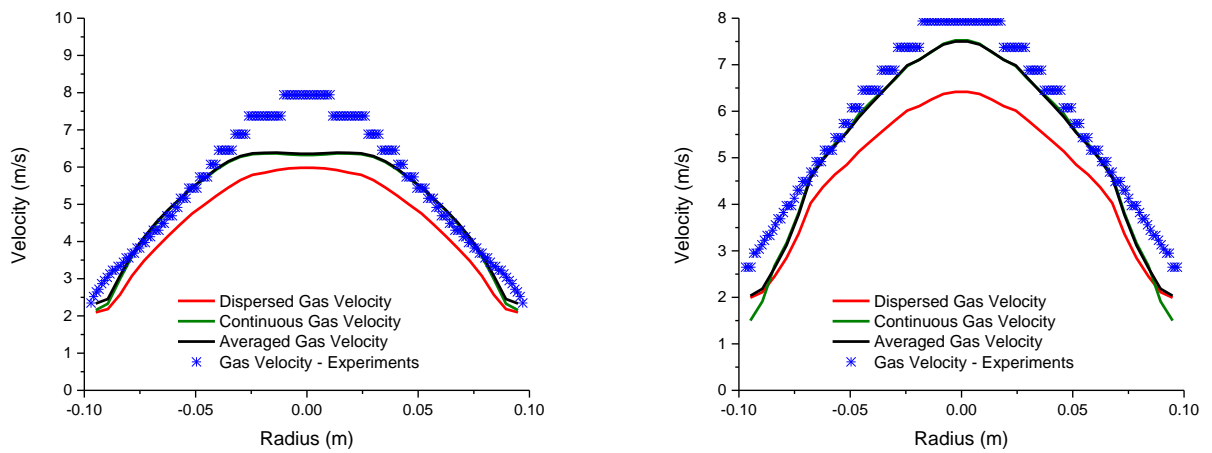 10
9
8
7
6
5
4
3
2
1
0
Velocity (m/s)
Dispersed Gas Velocity
Continuous Gas Velocity
Averaged Gas Velocity
Gas Velocity - Experiments
-0.10 -0.05 0.00 0.05 0.10
Radius (m)
8
7
6
5
4
3
2
1
0
Velocity (m/s)
Dispersed Gas Velocity
Continuous Gas Velocity
Averaged Gas Velocity
Gas Velocity - Experiments
-0.10 -0.05 0.00 0.05 0.10
Radius (m)